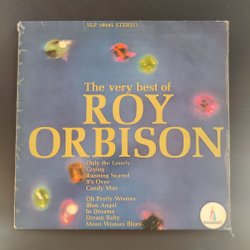 SLP 18045 STEREO
The very best of
ROY
ORBISON
Only the Lonely
Crying
Running Scared
It's Over
Candy Man
Oh Pretty Woman
Blue Angel
In Dreams
Dream Baby
Mean Woman Blues